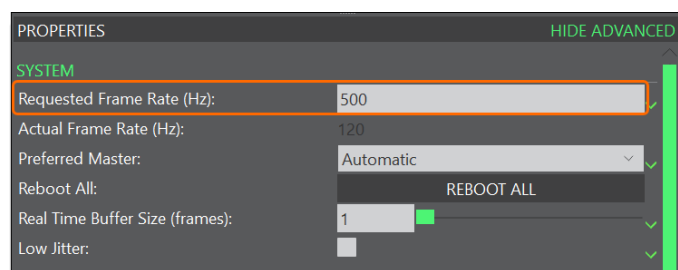 PROPERTIES HIDE ADVANCED
SYSTEM
Requested Frame Rate (Hz): 500
Actual Frame Rate (Hz): 120
Preferred Master: Automatic
Reboot All: REBOOT ALL
Real Time Buffer Size (frames): 1
Low Jitter: